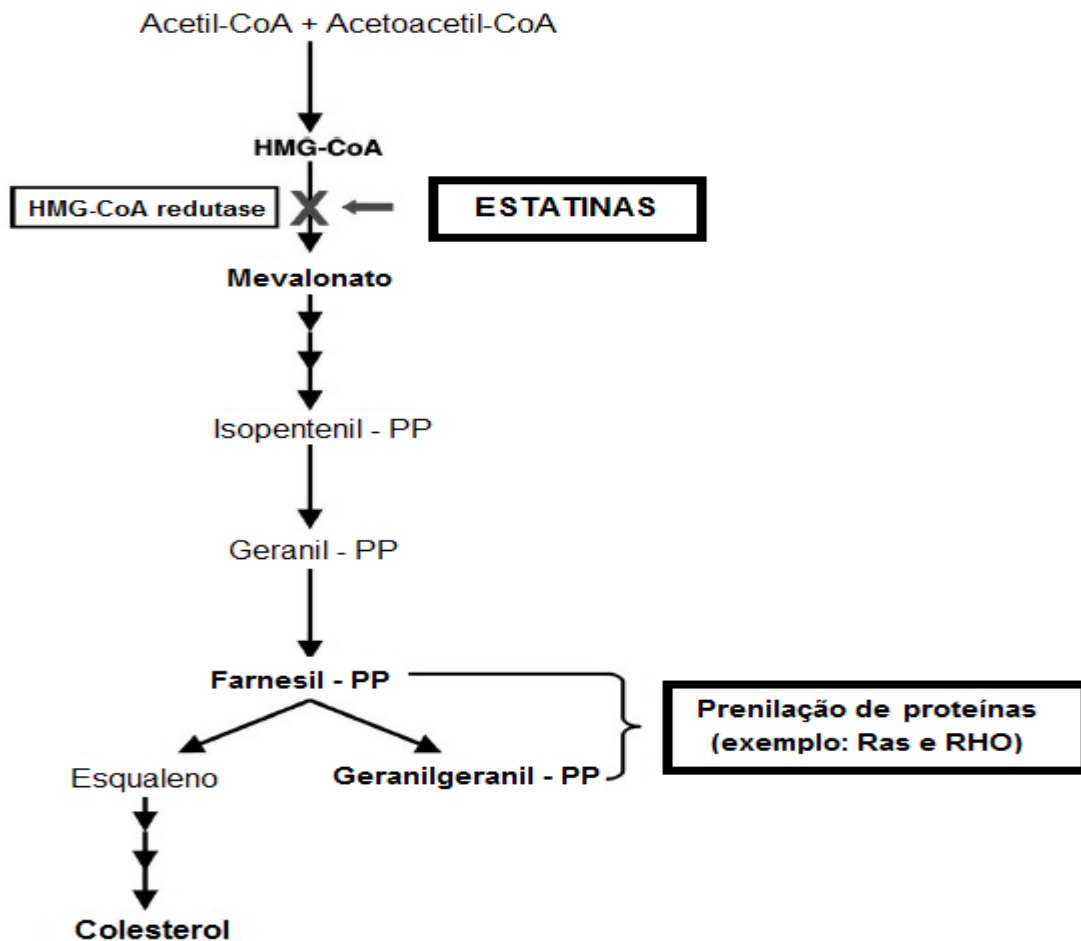 Acetil-CoA + Acetoacetil-CoA
HMG-CoA
HMG-CoA redutase
X
ESTATINAS
Mevalonato
Isopentenil - PP
Geranil - PP
Farnesil - PP
Prenilação de proteínas
(exemplo: Ras e RHO)
Esqualeno
Geranilgeranil - PP
Colesterol